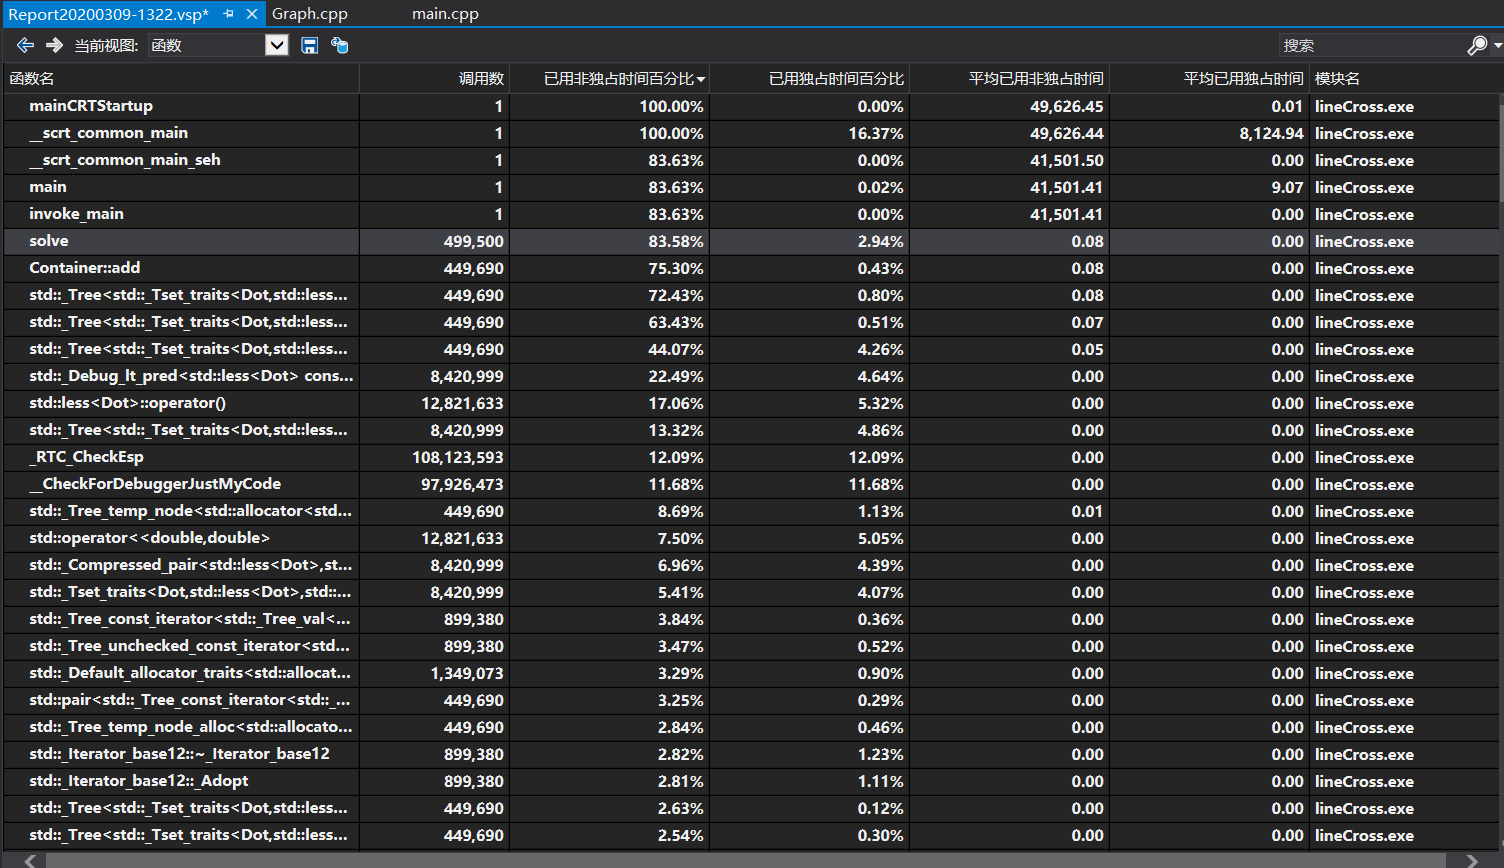 Report20200309-1322.vsp* Graph.cpp main.cpp
当前视图: 函数 搜索
函数名 调用数 已用非独占时间百分比 已用独占时间百分比 平均已用非独占时间 平均已用独占时间 模块名
mainCRTStartup 1 100.00% 0.00% 49,626.45 0.01 lineCross.exe
__scrt_common_main 1 100.00% 16.37% 49,626.44 8,124.94 lineCross.exe
__scrt_common_main_seh 1 83.63% 0.00% 41,501.50 0.00 lineCross.exe
main 1 83.63% 0.02% 41,501.41 9.07 lineCross.exe
invoke_main 1 83.63% 0.00% 41,501.41 0.00 lineCross.exe
solve 499,500 83.58% 2.94% 0.08 0.00 lineCross.exe
Container::add 449,690 75.30% 0.43% 0.08 0.00 lineCross.exe
std::_Tree<std::_Tset_traits<Dot,std::less... 449,690 72.43% 0.80% 0.08 0.00 lineCross.exe
std::_Tree<std::_Tset_traits<Dot,std::less... 449,690 63.43% 0.51% 0.07 0.00 lineCross.exe
std::_Tree<std::_Tset_traits<Dot,std::less... 449,690 44.07% 4.26% 0.05 0.00 lineCross.exe
std::_Debug_lt_pred<std::less<Dot> cons... 8,420,999 22.49% 4.64% 0.00 0.00 lineCross.exe
std::less<Dot>::operator() 12,821,633 17.06% 5.32% 0.00 0.00 lineCross.exe
std::_Tree<std::_Tset_traits<Dot,std::less... 8,420,999 13.32% 4.86% 0.00 0.00 lineCross.exe
_RTC_CheckEsp 108,123,593 12.09% 12.09% 0.00 0.00 lineCross.exe
__CheckForDebuggerJustMyCode 97,926,473 11.68% 11.68% 0.00 0.00 lineCross.exe
std::_Tree_temp_node<std::allocator<std... 449,690 8.69% 1.13% 0.01 0.00 lineCross.exe
std::operator<<double,double> 12,821,633 7.50% 5.05% 0.00 0.00 lineCross.exe
std::_Compressed_pair<std::less<Dot>,st... 8,420,999 6.96% 4.39% 0.00 0.00 lineCross.exe
std::_Tset_traits<Dot,std::less<Dot>,std::... 8,420,999 5.41% 4.07% 0.00 0.00 lineCross.exe
std::_Tree_const_iterator<std::_Tree_val<... 899,380 3.84% 0.36% 0.00 0.00 lineCross.exe
std::_Tree_unchecked_const_iterator<std... 899,380 3.47% 0.52% 0.00 0.00 lineCross.exe
std::_Default_allocator_traits<std::allocat... 1,349,073 3.29% 0.90% 0.00 0.00 lineCross.exe
std::pair<std::_Tree_const_iterator<std::_... 449,690 3.25% 0.29% 0.00 0.00 lineCross.exe
std::_Tree_temp_node_alloc<std::allocato... 449,690 2.84% 0.46% 0.00 0.00 lineCross.exe
std::_Iterator_base12::~_Iterator_base12 899,380 2.82% 1.23% 0.00 0.00 lineCross.exe
std::_Iterator_base12::_Adopt 899,380 2.81% 1.11% 0.00 0.00 lineCross.exe
std::_Tree<std::_Tset_traits<Dot,std::less... 449,690 2.63% 0.12% 0.00 0.00 lineCross.exe
std::_Tree<std::_Tset_traits<Dot,std::less... 449,690 2.54% 0.30% 0.00 0.00 lineCross.exe